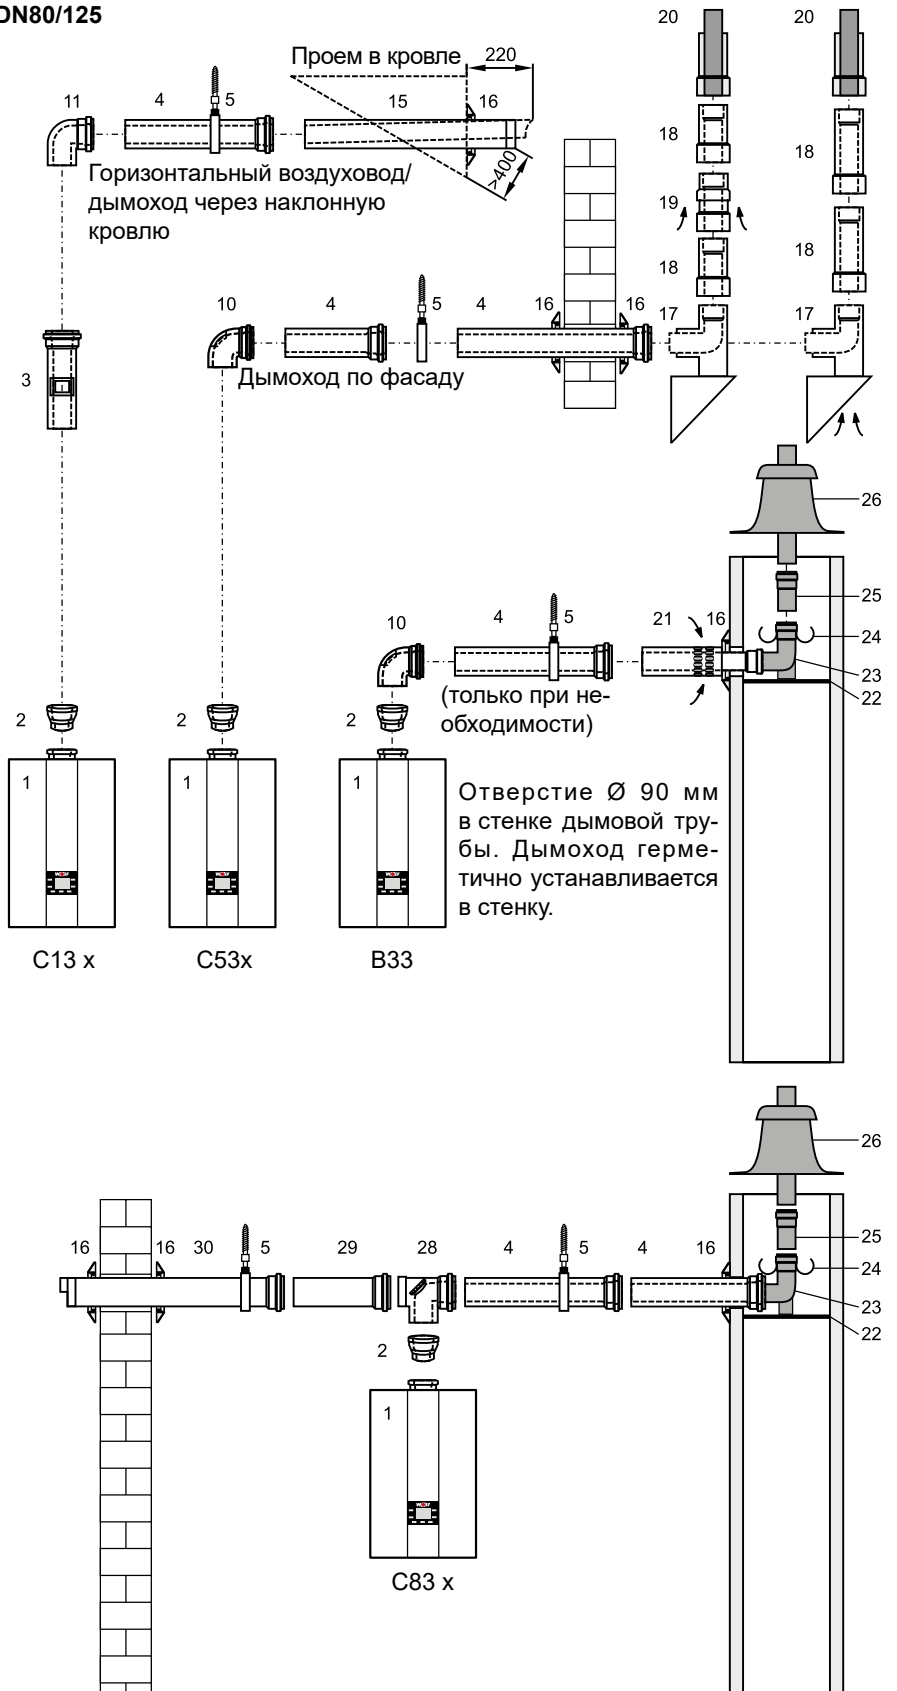 DN80/125
20 20
Проем в кровле 220
11 4 5 15 16
18 18
>400
Горизонтальный воздуховод/
дымоход через наклонную
кровлю
19
18 18
10 4 5 4 16 16 17 17
3
Дымоход по фасаду
26
25
10 4 5 21 16
24
23
22
(только при не-
обходимости)
2 2 2
1 1 1
WOLF WOLF WOLF
Отверстие Ø 90 мм
в стенке дымовой тру-
бы. Дымоход герме-
тично устанавливается
в стенку.
C13 x C53x B33
26
25
16 16 30 5 29 28 4 5 4 16
24
23
22
2
1
WOLF
C83 x